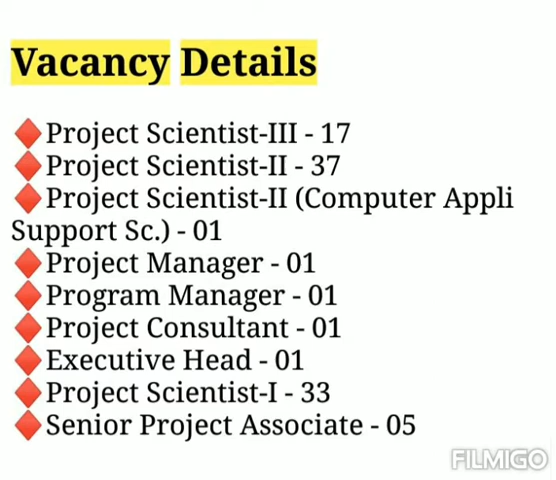 Vacancy Details
♦Project Scientist-III - 17
♦Project Scientist-II - 37
♦Project Scientist-II (Computer Appli
Support Sc.) - 01
♦Project Manager - 01
♦Program Manager - 01
♦Project Consultant - 01
♦Executive Head - 01
♦Project Scientist-I - 33
♦Senior Project Associate - 05
FILMIGO